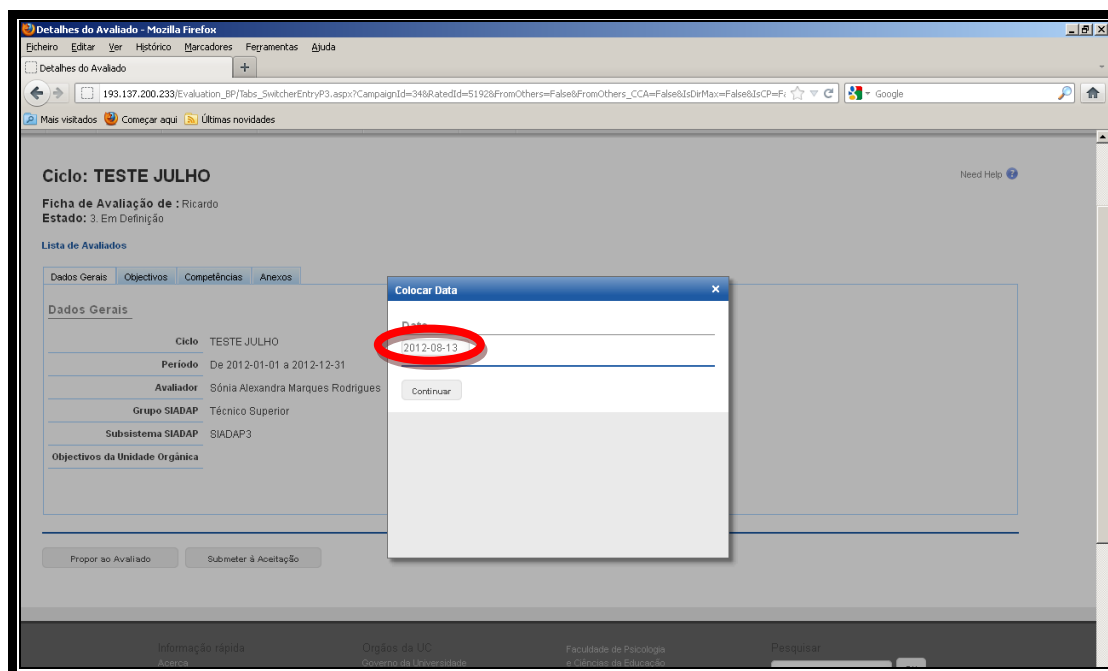 Detalhes do Avaliado - Mozilla Firefox
Ficheiro Editar Ver Histórico Marcadores Ferramentas Ajuda
Detalhes do Avaliado
193.137.200.233/Evaluation_BP/Tabs_SwitcherEntryP3.aspx?CampaignId=34&RatedId=5192&FromOthers=False&FromOthers_CCA=False&IsDirMax=False&IsCP=Fa
Google
Mais visitados Começar aqui Últimas novidades
Ciclo: TESTE JULHO
Need Help ?
Ficha de Avaliação de : Ricardo
Estado: 3. Em Definição
Lista de Avaliados
Dados Gerais Objectivos Competências Anexos
Dados Gerais
Ciclo TESTE JULHO
Período De 2012-01-01 a 2012-12-31
Avaliador Sónia Alexandra Marques Rodrigues
Grupo SIADAP Técnico Superior
Subsistema SIADAP SIADAP3
Objectivos da Unidade Orgânica
Colocar Data
Data
2012-08-13
Continuar
Propor ao Avaliado Submeter à Aceitação
Informação rápida Orgãos da UC Faculdade de Psicologia Pesquisar
Acerca Governo da Universidade e Ciências da Educação